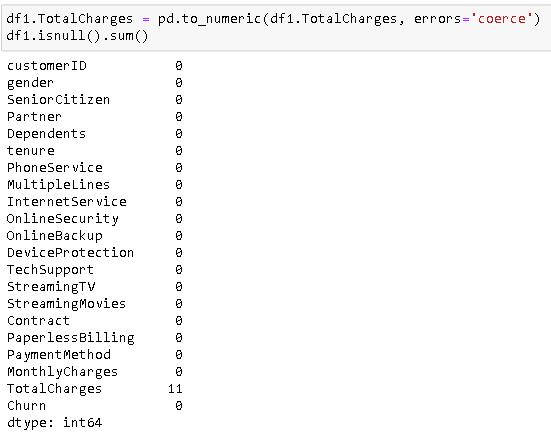 df1.TotalCharges = pd.to_numeric(df1.TotalCharges, errors='coerce')
df1.isnull().sum()
customerID 0
gender 0
SeniorCitizen 0
Partner 0
Dependents 0
tenure 0
PhoneService 0
MultipleLines 0
InternetService 0
OnlineSecurity 0
OnlineBackup 0
DeviceProtection 0
TechSupport 0
StreamingTV 0
StreamingMovies 0
Contract 0
PaperlessBilling 0
PaymentMethod 0
MonthlyCharges 0
TotalCharges 11
Churn 0
dtype: int64